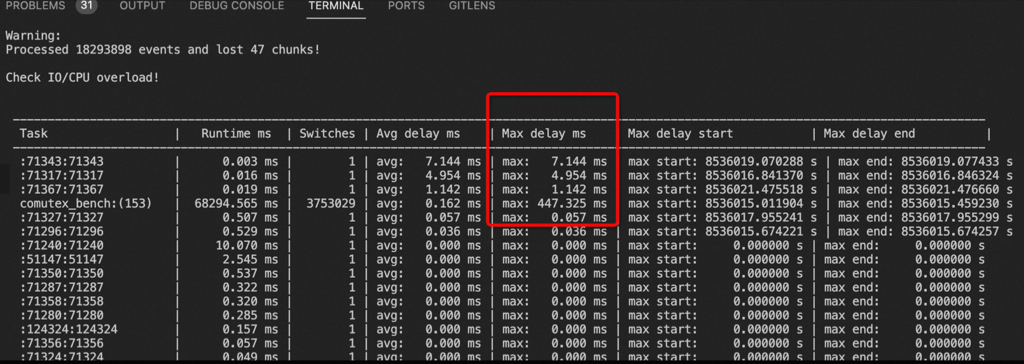 PROBLEMS 31 OUTPUT DEBUG CONSOLE TERMINAL PORTS GITLENS
Warning:
Processed 18293898 events and lost 47 chunks!
Check IO/CPU overload!
Task | Runtime ms | Switches | Avg delay ms | Max delay ms | Max delay start | Max delay end |
:71343:71343 | 0.003 ms | 1 | avg: 7.144 ms | max: 7.144 ms | max start: 8536019.070288 s | max end: 8536019.077433 s
:71317:71317 | 0.016 ms | 1 | avg: 4.954 ms | max: 4.954 ms | max start: 8536016.841370 s | max end: 8536016.846324 s
:71367:71367 | 0.019 ms | 1 | avg: 1.142 ms | max: 1.142 ms | max start: 8536021.475518 s | max end: 8536021.476660 s
comutex_bench:(153) | 68294.565 ms | 3753029 | avg: 0.162 ms | max: 447.325 ms | max start: 8536015.011904 s | max end: 8536015.459230 s
:71327:71327 | 0.507 ms | 1 | avg: 0.057 ms | max: 0.057 ms | max start: 8536017.955241 s | max end: 8536017.955299 s
:71296:71296 | 0.529 ms | 1 | avg: 0.036 ms | max: 0.036 ms | max start: 8536015.674221 s | max end: 8536015.674257 s
:71240:71240 | 10.070 ms | 1 | avg: 0.000 ms | max: 0.000 ms | max start: 0.000000 s | max end: 0.000000 s
:51147:51147 | 2.545 ms | 1 | avg: 0.000 ms | max: 0.000 ms | max start: 0.000000 s | max end: 0.000000 s
:71350:71350 | 0.537 ms | 1 | avg: 0.000 ms | max: 0.000 ms | max start: 0.000000 s | max end: 0.000000 s
:71287:71287 | 0.322 ms | 1 | avg: 0.000 ms | max: 0.000 ms | max start: 0.000000 s | max end: 0.000000 s
:71358:71358 | 0.320 ms | 1 | avg: 0.000 ms | max: 0.000 ms | max start: 0.000000 s | max end: 0.000000 s
:71280:71280 | 0.285 ms | 1 | avg: 0.000 ms | max: 0.000 ms | max start: 0.000000 s | max end: 0.000000 s
:124324:124324 | 0.157 ms | 1 | avg: 0.000 ms | max: 0.000 ms | max start: 0.000000 s | max end: 0.000000 s
:71356:71356 | 0.057 ms | 1 | avg: 0.000 ms | max: 0.000 ms | max start: 0.000000 s | max end: 0.000000 s
:71324:71324 | 0.049 ms | 1 | avg: 0.000 ms | max: 0.000 ms | max start: 0.000000 s | max end: 0.000000 s